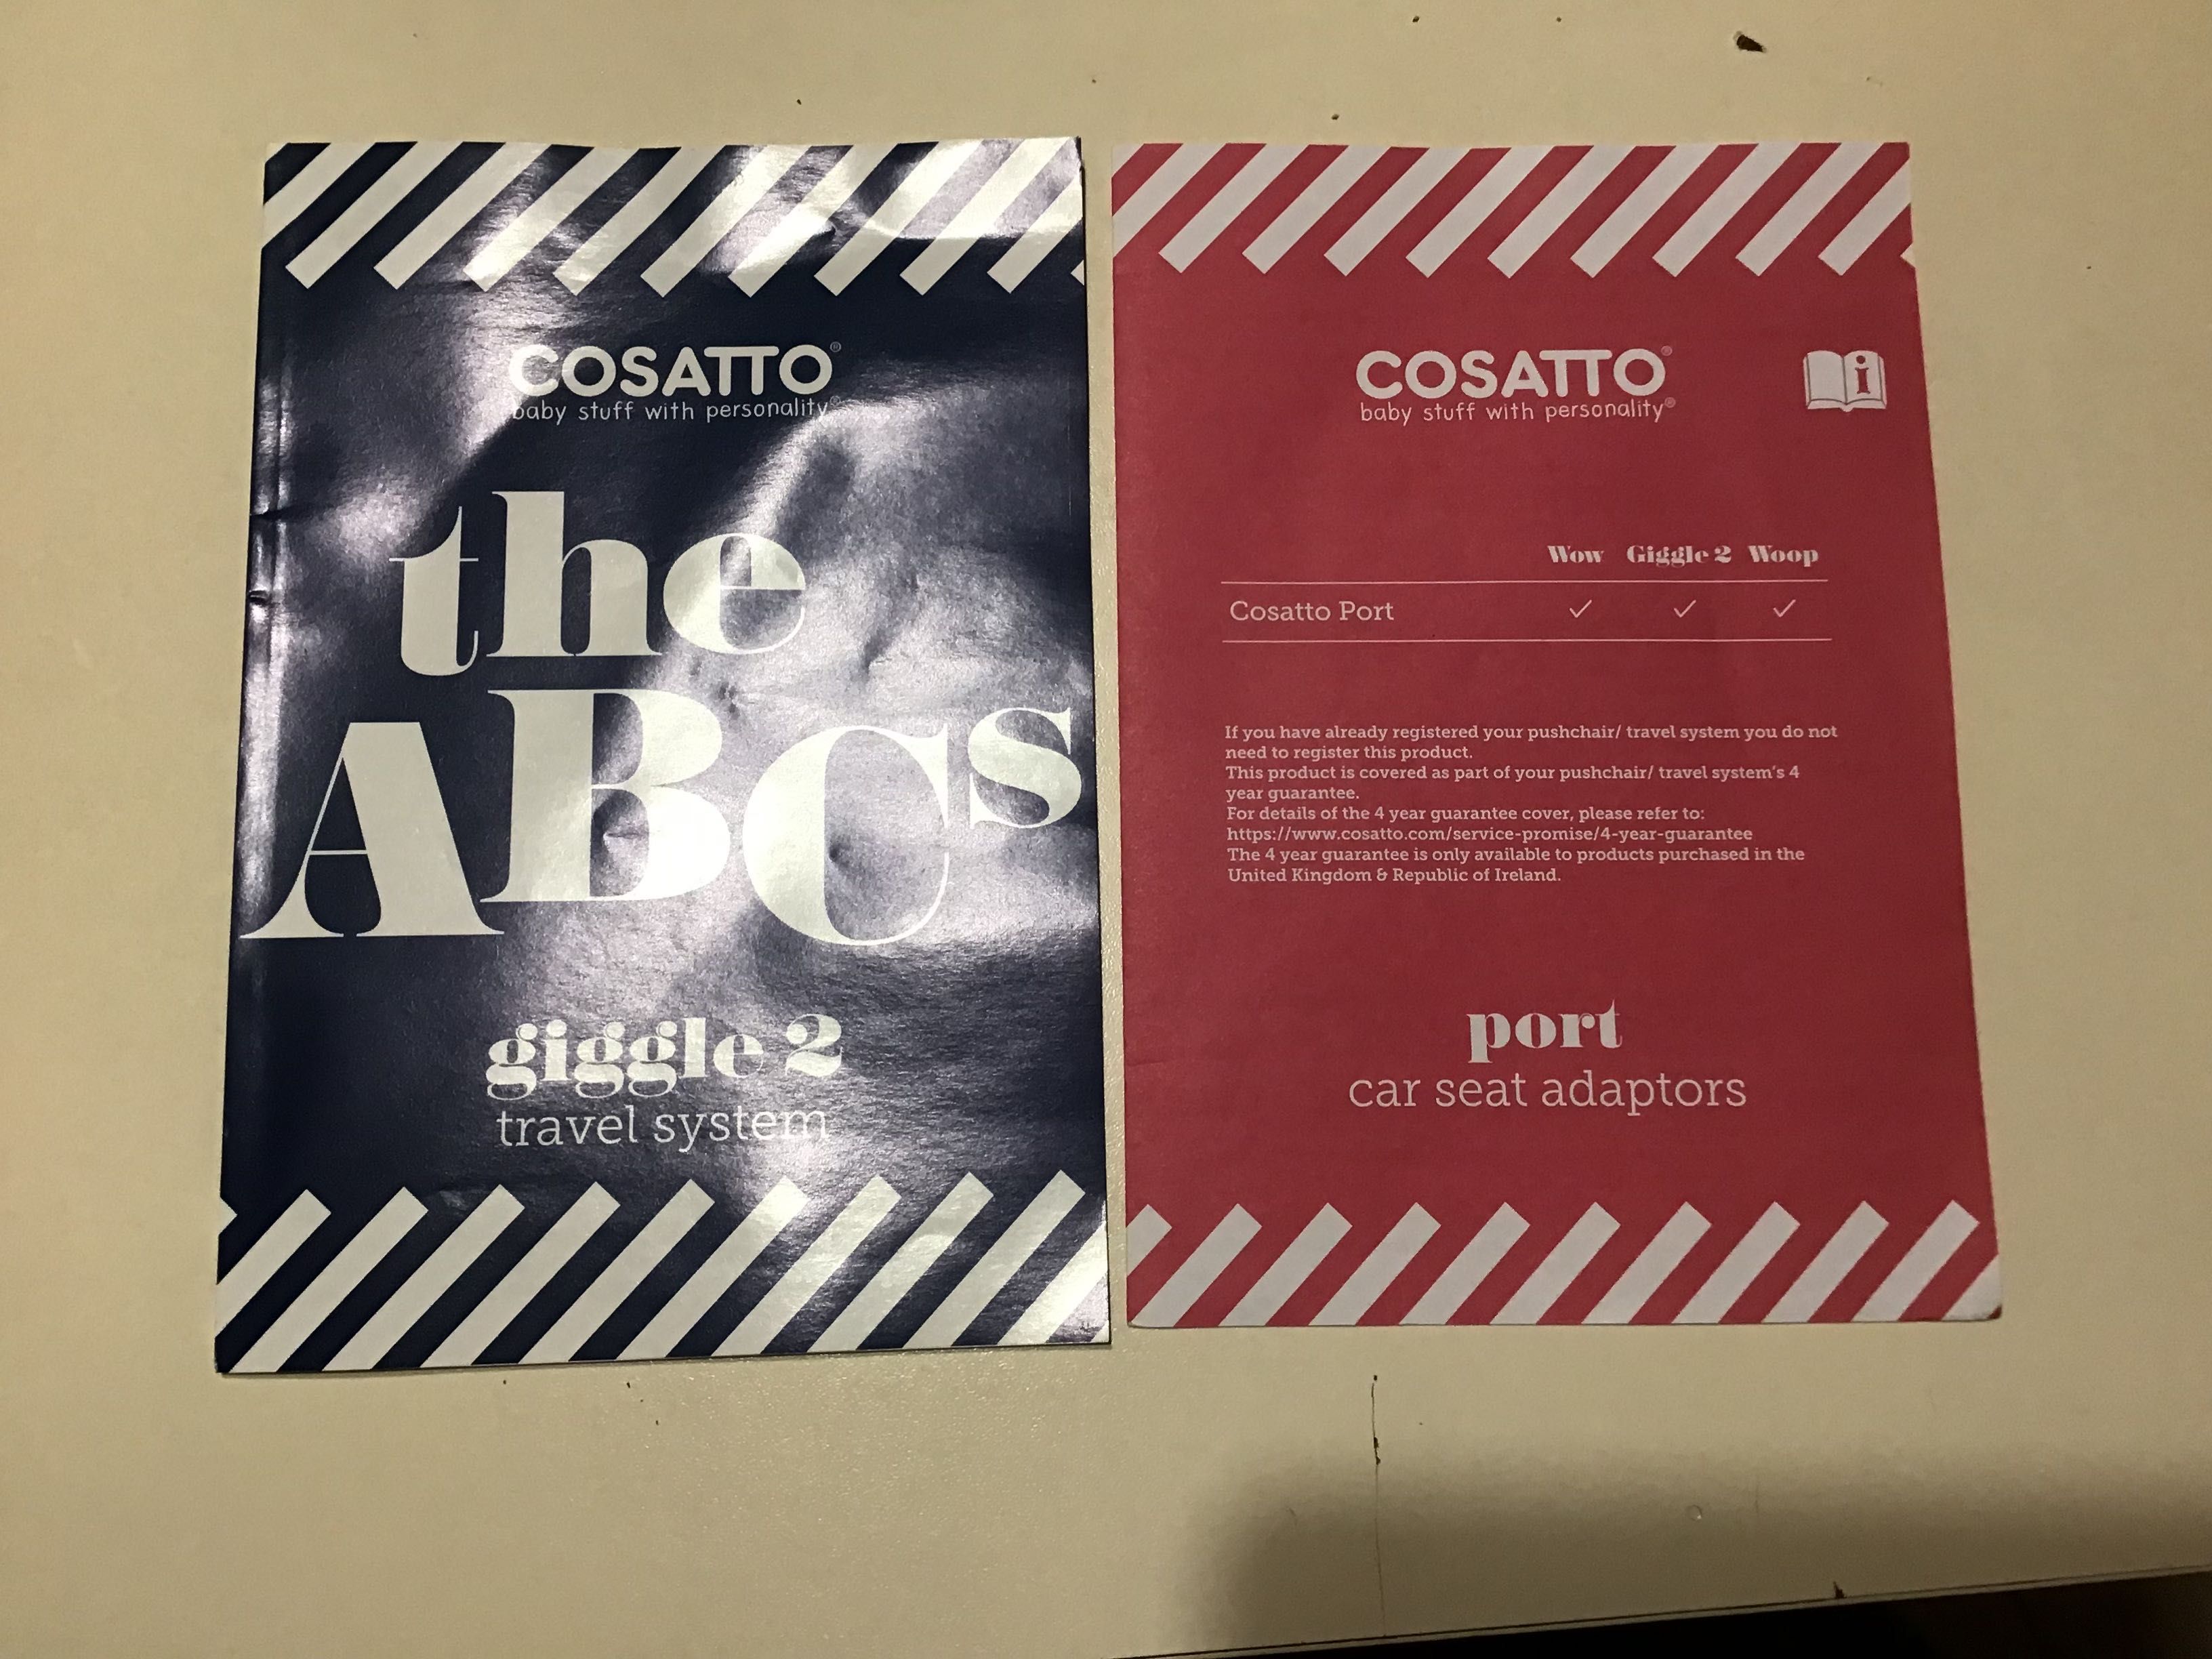 COSATTO®
baby stuff with personality®
the
ABCs
giggle 2
travel system
COSATTO®
baby stuff with personality®
i
Wow Giggle 2 Woop
Cosatto Port ✓ ✓ ✓
If you have already registered your pushchair/ travel system you do not
need to register this product.
This product is covered as part of your pushchair/ travel system's 4
year guarantee.
For details of the 4 year guarantee cover, please refer to:
https://www.cosatto.com/service-promise/4-year-guarantee
The 4 year guarantee is only available to products purchased in the
United Kingdom & Republic of Ireland.
port
car seat adaptors